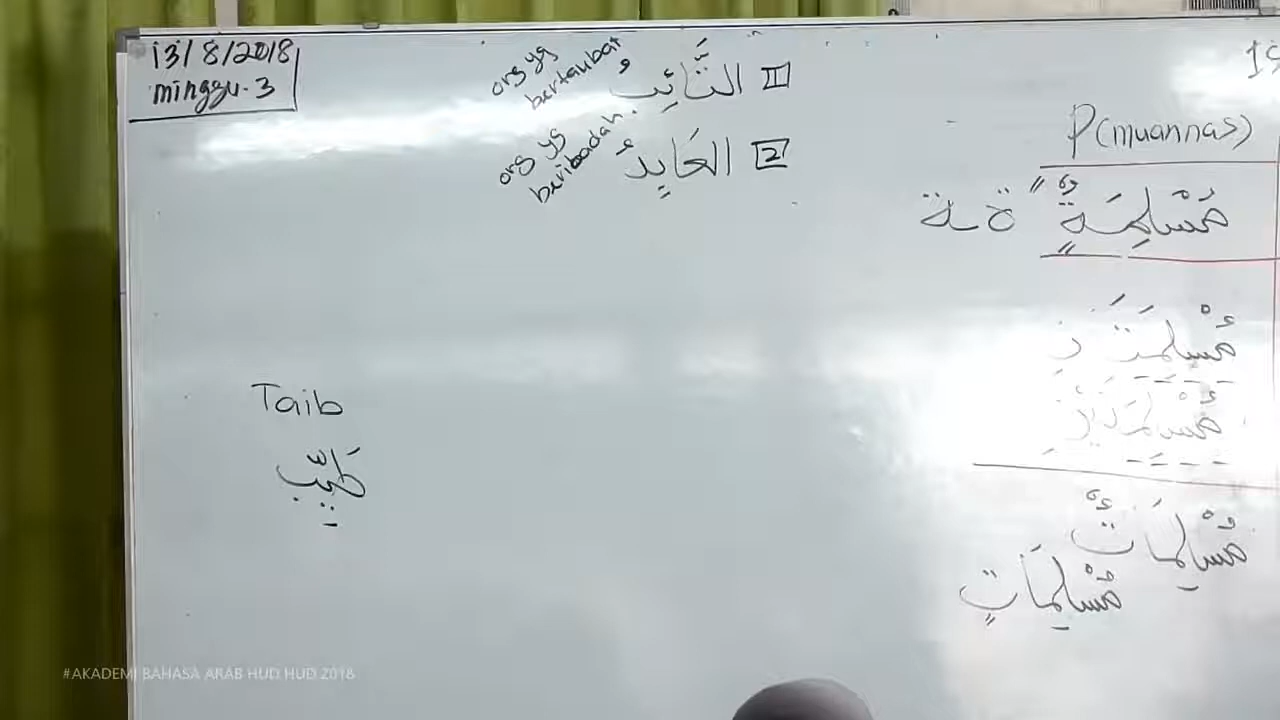 13/8/2018
minggu.3
1 التَّائِبُ org yg bertaubat
2 العَابِدُ org yg beribadah.
P (muannas)
مُسْلِمَةٌ ة ـة
مُسْلِمَتَانِ
مُسْلِمَتَيْنِ
مُسْلِمَاتٌ
مُسْلِمَاتٍ
Taib
طَيِّبٌ
#AKADEMI BAHASA ARAB HUD HUD 2018